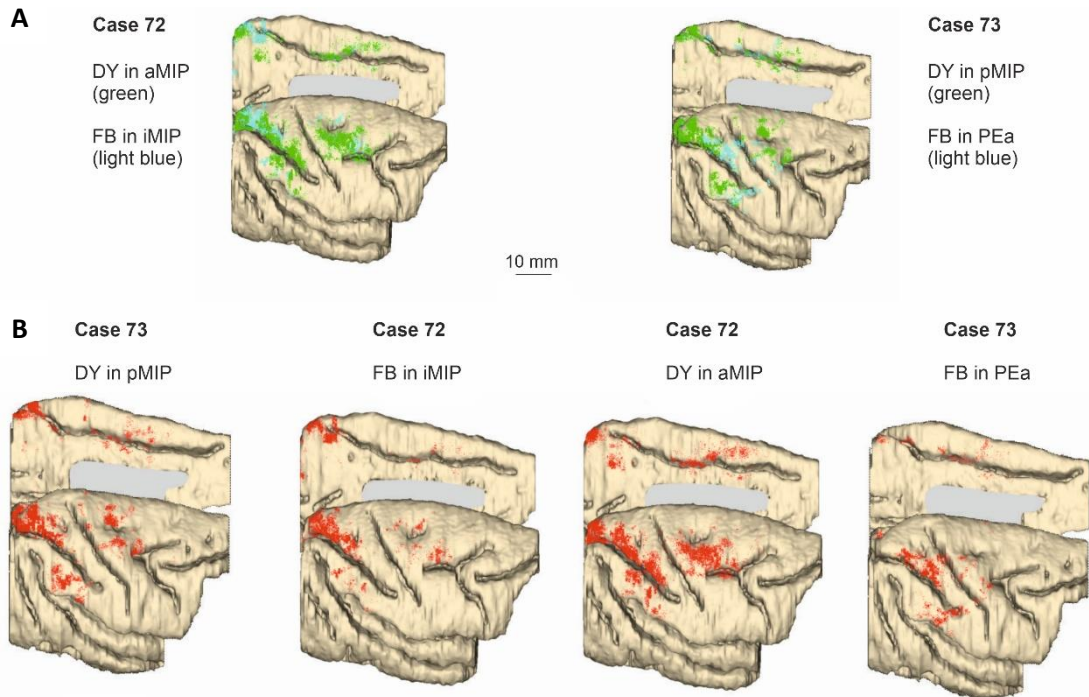 A
Case 72
DY in aMIP
(green)
FB in iMIP
(light blue)
Case 73
DY in pMIP
(green)
FB in PEa
(light blue)
10 mm
B
Case 73
DY in pMIP
Case 72
FB in iMIP
Case 72
DY in aMIP
Case 73
FB in PEa